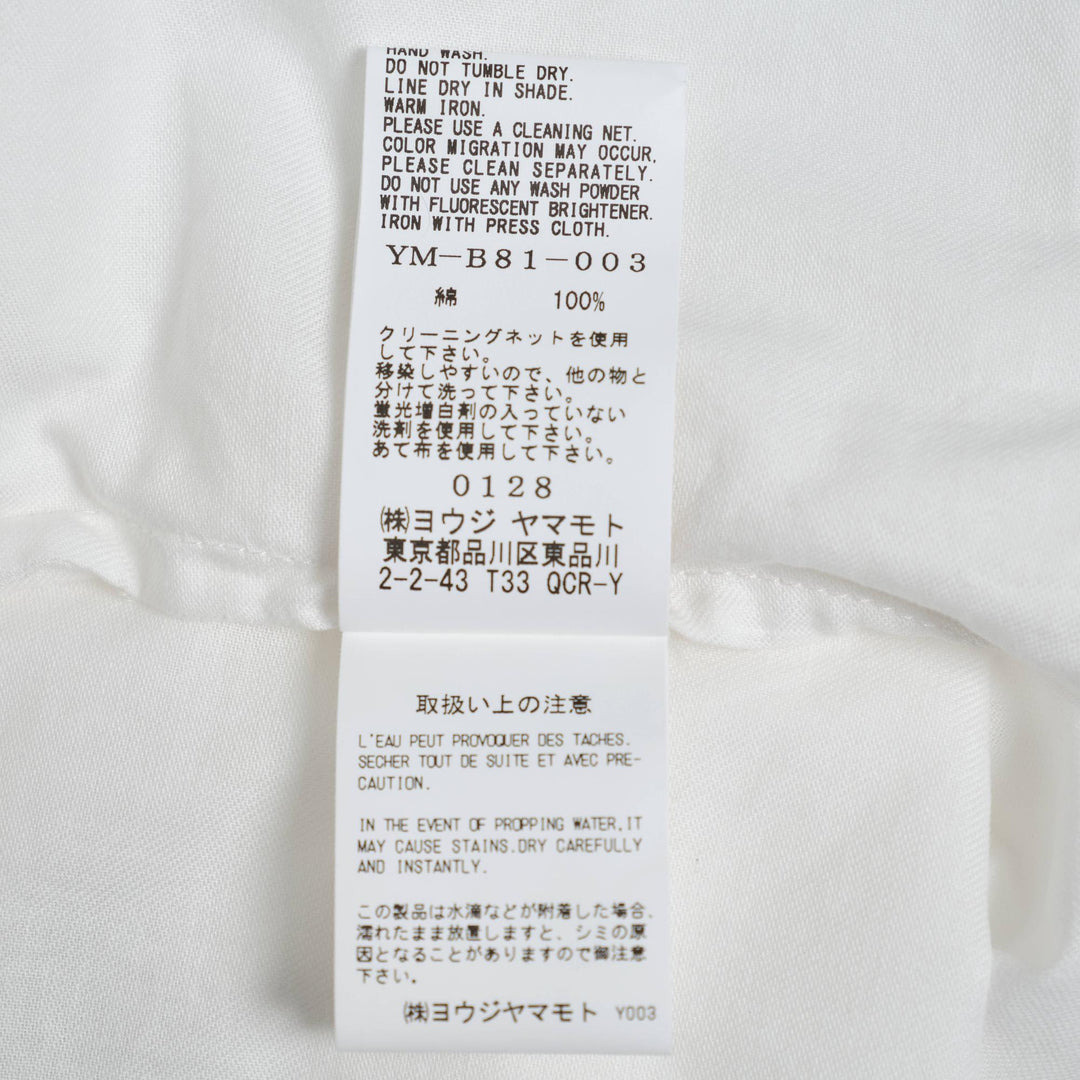 HAND WASH.
DO NOT TUMBLE DRY.
LINE DRY IN SHADE.
WARM IRON.
PLEASE USE A CLEANING NET.
COLOR MIGRATION MAY OCCUR,
PLEASE CLEAN SEPARATELY.
DO NOT USE ANY WASH POWDER
WITH FLUORESCENT BRIGHTENER.
IRON WITH PRESS CLOTH.
YM-B81-003
綿 100%
クリーニングネットを使用
して下さい。
移染しやすいので、他の物と
分けて洗って下さい。
蛍光増白剤の入っていない
洗剤を使用して下さい。
あて布を使用して下さい。
0128
㈱ヨウジ ヤマモト
東京都品川区東品川
2-2-43 T33 QCR-Y
取扱い上の注意
L'EAU PEUT PROVOQUER DES TACHES.
SECHER TOUT DE SUITE ET AVEC PRE-
CAUTION.
IN THE EVENT OF PROPPING WATER,IT
MAY CAUSE STAINS.DRY CAREFULLY
AND INSTANTLY.
この製品は水滴などが附着した場合、
濡れたまま放置しますと、シミの原
因となることがありますので御注意
下さい。
㈱ヨウジヤマモト Y003